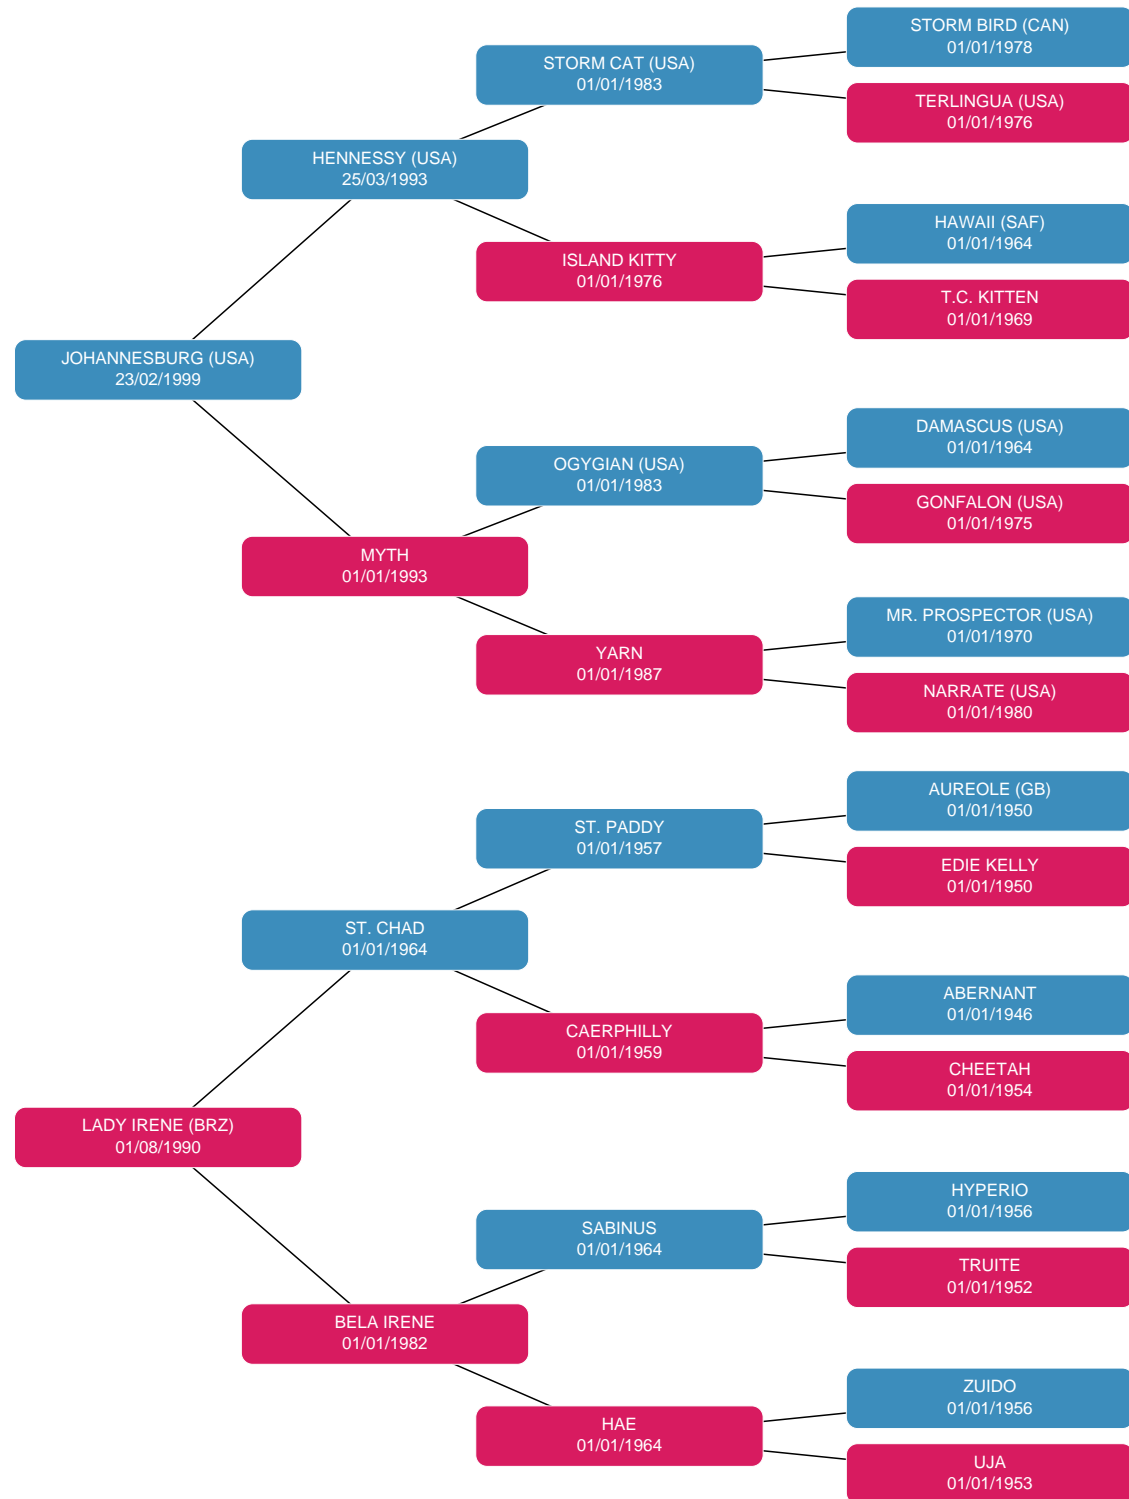 STORM BIRD (CAN)
01/01/1978
STORM CAT (USA)
01/01/1983
TERLINGUA (USA)
01/01/1976
HENNESSY (USA)
25/03/1993
HAWAII (SAF)
01/01/1964
ISLAND KITTY
01/01/1976
T.C. KITTEN
01/01/1969
JOHANNESBURG (USA)
23/02/1999
DAMASCUS (USA)
01/01/1964
OGYGIAN (USA)
01/01/1983
GONFALON (USA)
01/01/1975
MYTH
01/01/1993
MR. PROSPECTOR (USA)
01/01/1970
YARN
01/01/1987
NARRATE (USA)
01/01/1980
AUREOLE (GB)
01/01/1950
ST. PADDY
01/01/1957
EDIE KELLY
01/01/1950
ST. CHAD
01/01/1964
ABERNANT
01/01/1946
CAERPHILLY
01/01/1959
CHEETAH
01/01/1954
LADY IRENE (BRZ)
01/08/1990
HYPERIO
01/01/1956
SABINUS
01/01/1964
TRUITE
01/01/1952
BELA IRENE
01/01/1982
ZUIDO
01/01/1956
HAE
01/01/1964
UJA
01/01/1953